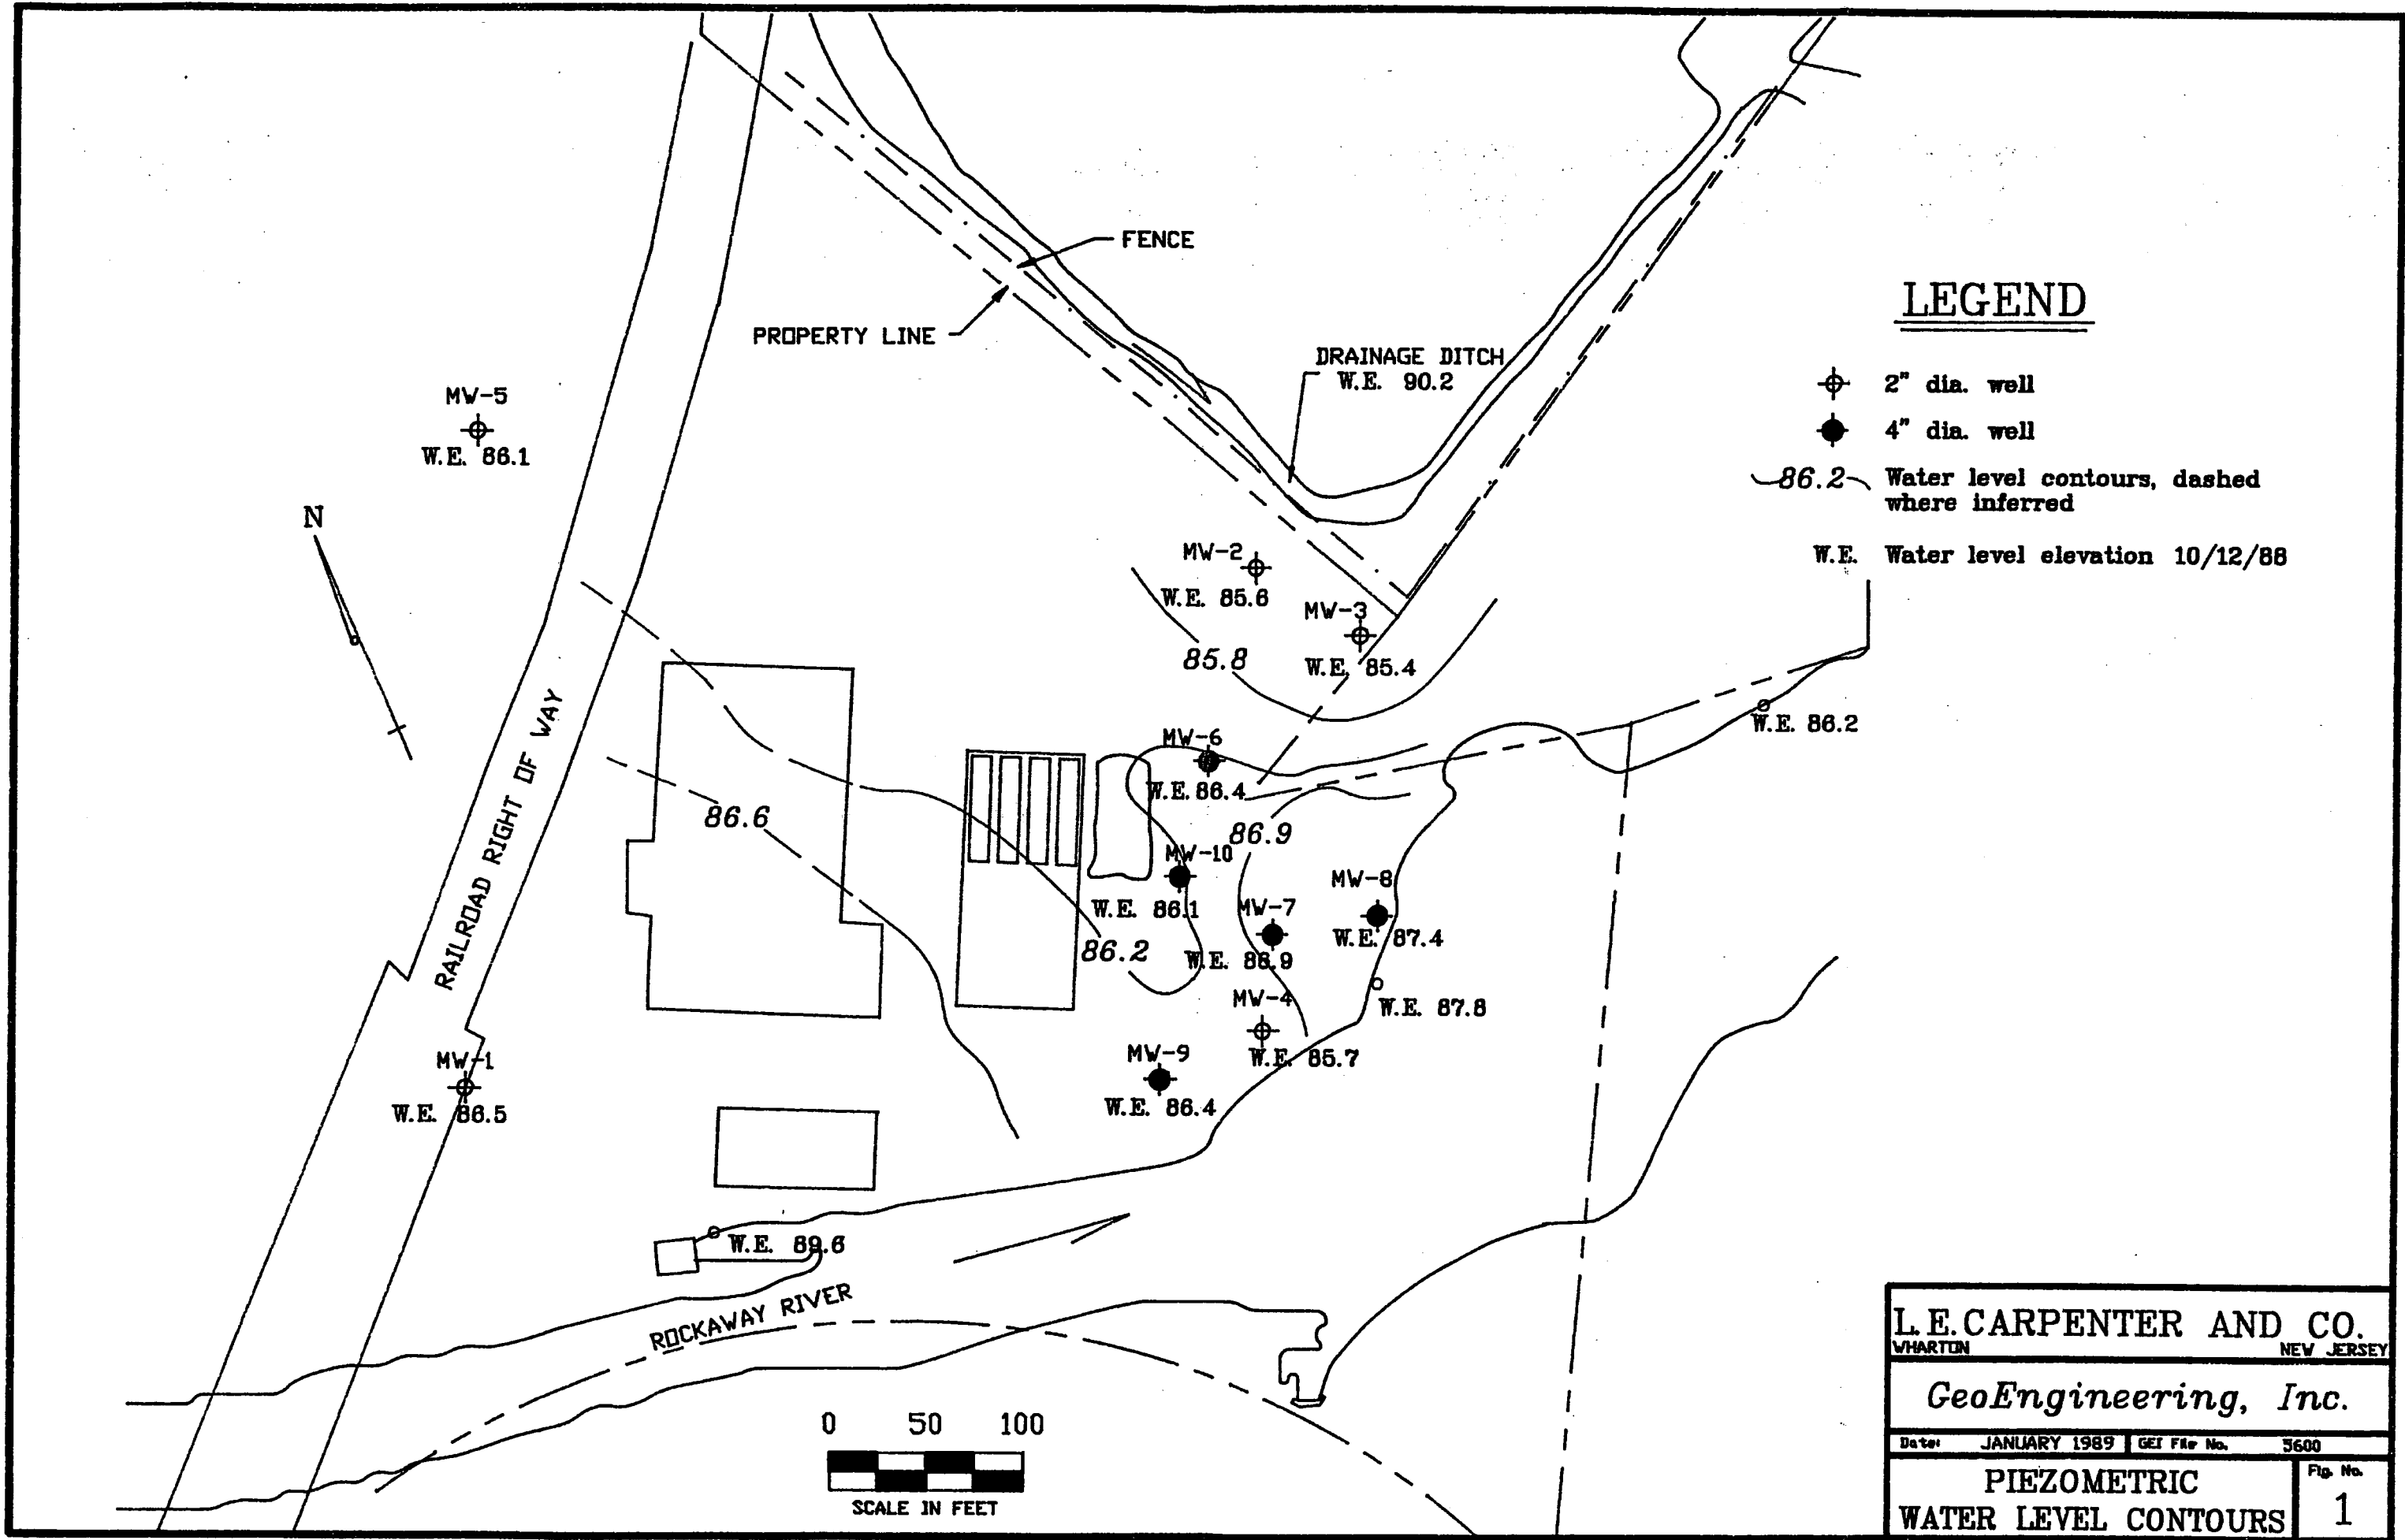 FENCE
PROPERTY LINE
DRAINAGE DITCH
W.E. 90.2
LEGEND
2" dia. well
4" dia. well
86.2 Water level contours, dashed
where inferred
W.E. Water level elevation 10/12/88
MW-5
W.E. 86.1
N
MW-2
W.E. 85.6
MW-3
W.E. 85.4
85.8
W.E. 86.2
RAILROAD RIGHT OF WAY
MW-6
W.E. 86.4
86.6
86.9
MW-10
W.E. 86.1
MW-8
W.E. 87.4
MW-7
W.E. 86.9
86.2
MW-4
W.E. 85.7
W.E. 87.8
MW-1
W.E. 86.5
MW-9
W.E. 86.4
W.E. 89.6
ROCKAWAY RIVER
0 50 100
SCALE IN FEET
L.E. CARPENTER AND CO.
WHARTON NEW JERSEY
GeoEngineering, Inc.
Date: JANUARY 1989 GEI File No. 5600
PIEZOMETRIC
WATER LEVEL CONTOURS
Fig. No.
1